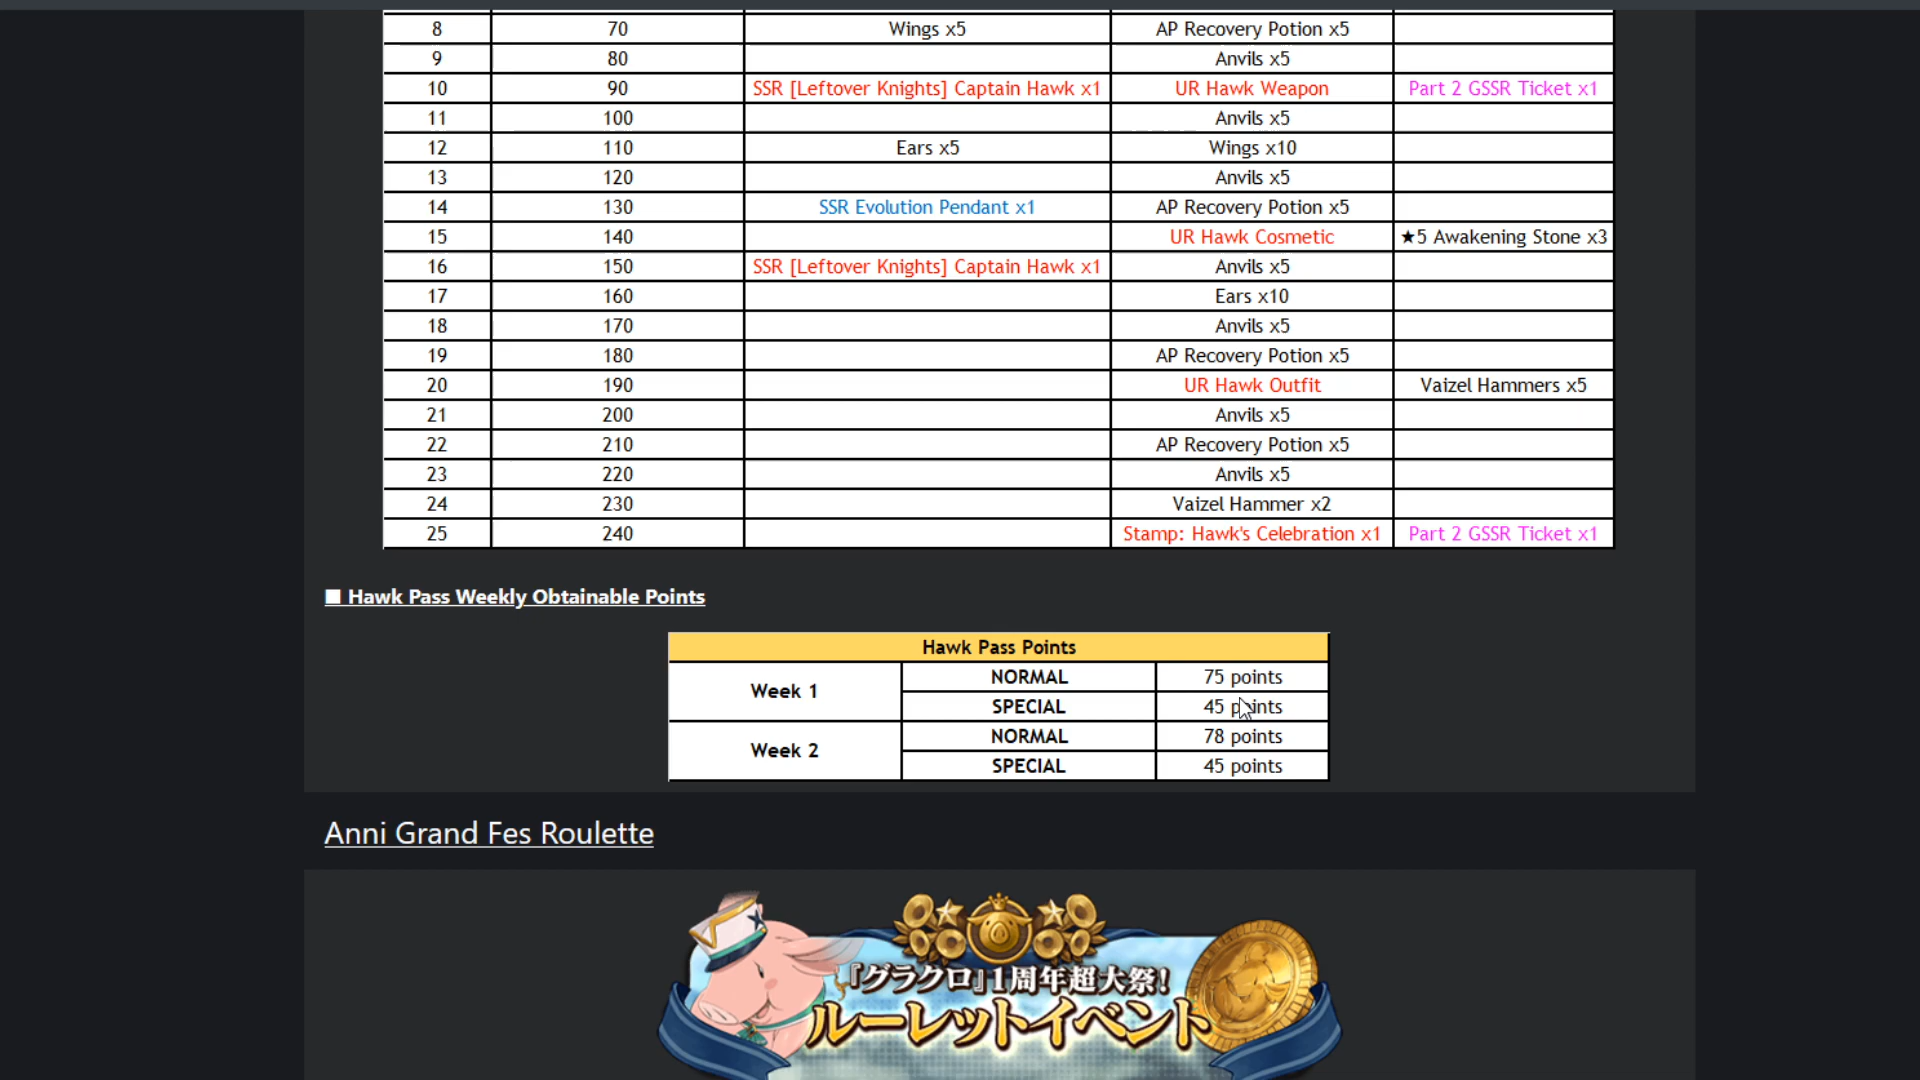 8 70 Wings x5 AP Recovery Potion x5
9 80 Anvils x5
10 90 SSR [Leftover Knights] Captain Hawk x1 UR Hawk Weapon Part 2 GSSR Ticket x1
11 100 Anvils x5
12 110 Ears x5 Wings x10
13 120 Anvils x5
14 130 SSR Evolution Pendant x1 AP Recovery Potion x5
15 140 UR Hawk Cosmetic ★5 Awakening Stone x3
16 150 SSR [Leftover Knights] Captain Hawk x1 Anvils x5
17 160 Ears x10
18 170 Anvils x5
19 180 AP Recovery Potion x5
20 190 UR Hawk Outfit Vaizel Hammers x5
21 200 Anvils x5
22 210 AP Recovery Potion x5
23 220 Anvils x5
24 230 Vaizel Hammer x2
25 240 Stamp: Hawk's Celebration x1 Part 2 GSSR Ticket x1
■ Hawk Pass Weekly Obtainable Points
Hawk Pass Points
Week 1 NORMAL 75 points
SPECIAL 45 points
Week 2 NORMAL 78 points
SPECIAL 45 points
Anni Grand Fes Roulette
『グラクロ』1周年超大祭!
ルーレットイベント